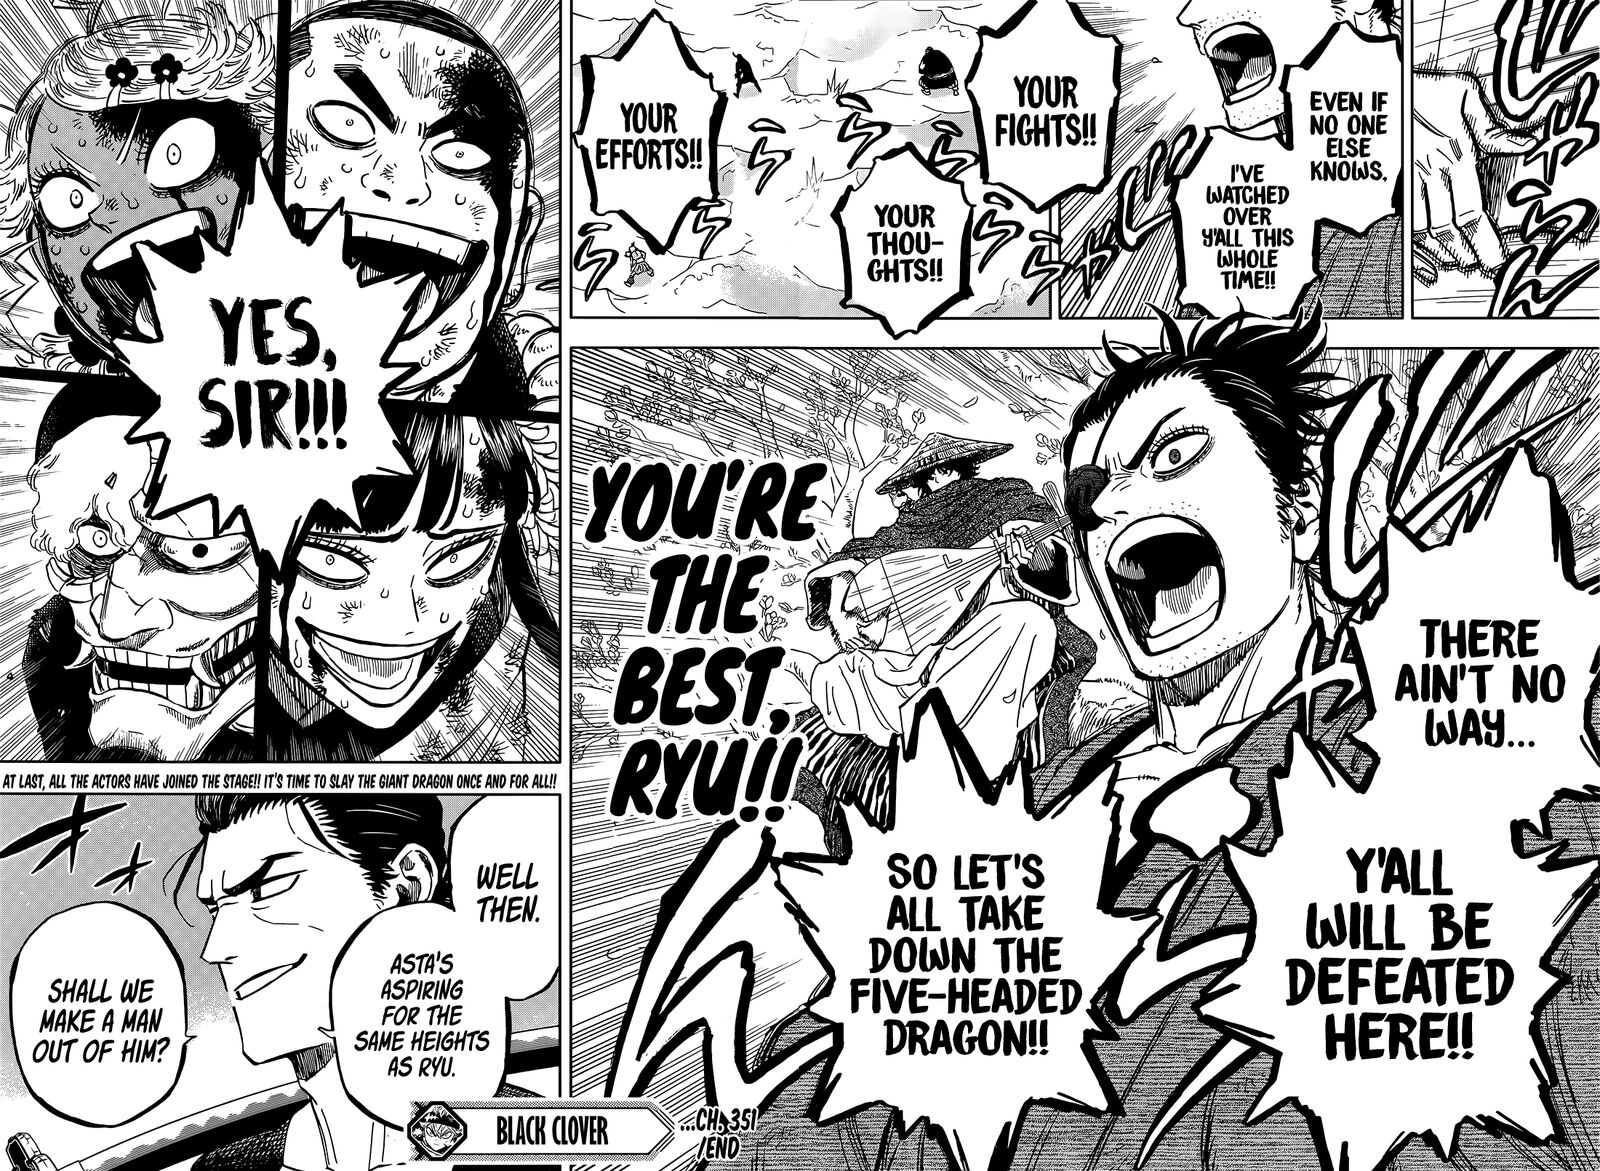 EVEN IF
NO ONE
ELSE
KNOWS,
I'VE
WATCHED
OVER
Y'ALL THIS
WHOLE
TIME!!
YOUR
FIGHTS!!
YOUR
THOU-
GHTS!!
YOUR
EFFORTS!!
THERE
AIN'T NO
WAY...
Y'ALL
WILL BE
DEFEATED
HERE!!
SO LET'S
ALL TAKE
DOWN THE
FIVE-HEADED
DRAGON!!
YOU'RE
THE
BEST,
RYU!!
YES,
SIR!!!
AT LAST, ALL THE ACTORS HAVE JOINED THE STAGE!! IT'S TIME TO SLAY THE GIANT DRAGON ONCE AND FOR ALL!!
WELL
THEN.
ASTA'S
ASPIRING
FOR THE
SAME HEIGHTS
AS RYU.
SHALL WE
MAKE A MAN
OUT OF HIM?
BLACK CLOVER
...CH. 351
/END